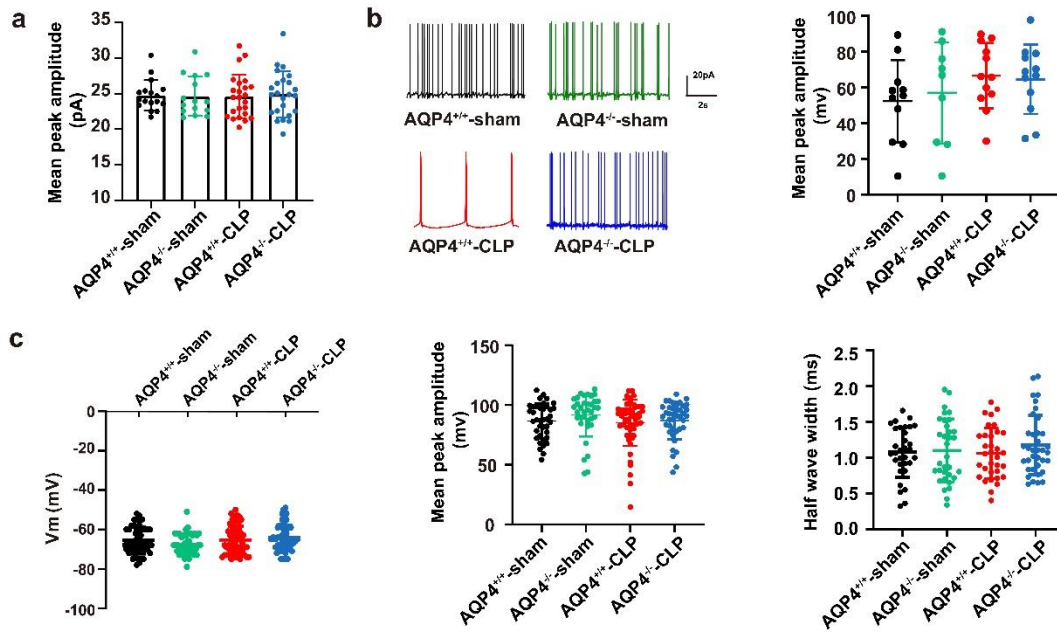 a
Mean peak amplitude
(pA)
35
30
25
20
15
10
AQP4+/+-sham
AQP4-/--sham
AQP4+/+-CLP
AQP4-/--CLP
b
AQP4+/+-sham
AQP4-/--sham
20pA
2s
AQP4+/+-CLP
AQP4-/--CLP
Mean peak amplitude
(mv)
100
80
60
40
20
0
AQP4+/+-sham
AQP4-/--sham
AQP4+/+-CLP
AQP4-/--CLP
c
AQP4+/+-sham
AQP4-/--sham
AQP4+/+-CLP
AQP4-/--CLP
Vm (mV)
0
-20
-40
-60
-80
-100
Mean peak amplitude
(mv)
150
100
50
0
AQP4+/+-sham
AQP4-/--sham
AQP4+/+-CLP
AQP4-/--CLP
Half wave width (ms)
2.5
2.0
1.5
1.0
0.5
0.0
AQP4+/+-sham
AQP4-/--sham
AQP4+/+-CLP
AQP4-/--CLP